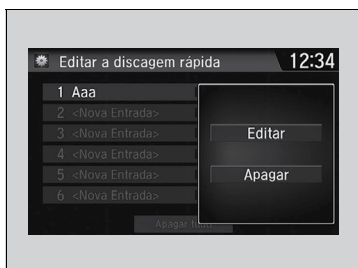 Editar a discagem rápida 12:34
1 Aaa
2 <Nova Entrada>
3 <Nova Entrada>
4 <Nova Entrada>
5 <Nova Entrada>
6 <Nova Entrada>
Editar
Apagar
Apagar tudo